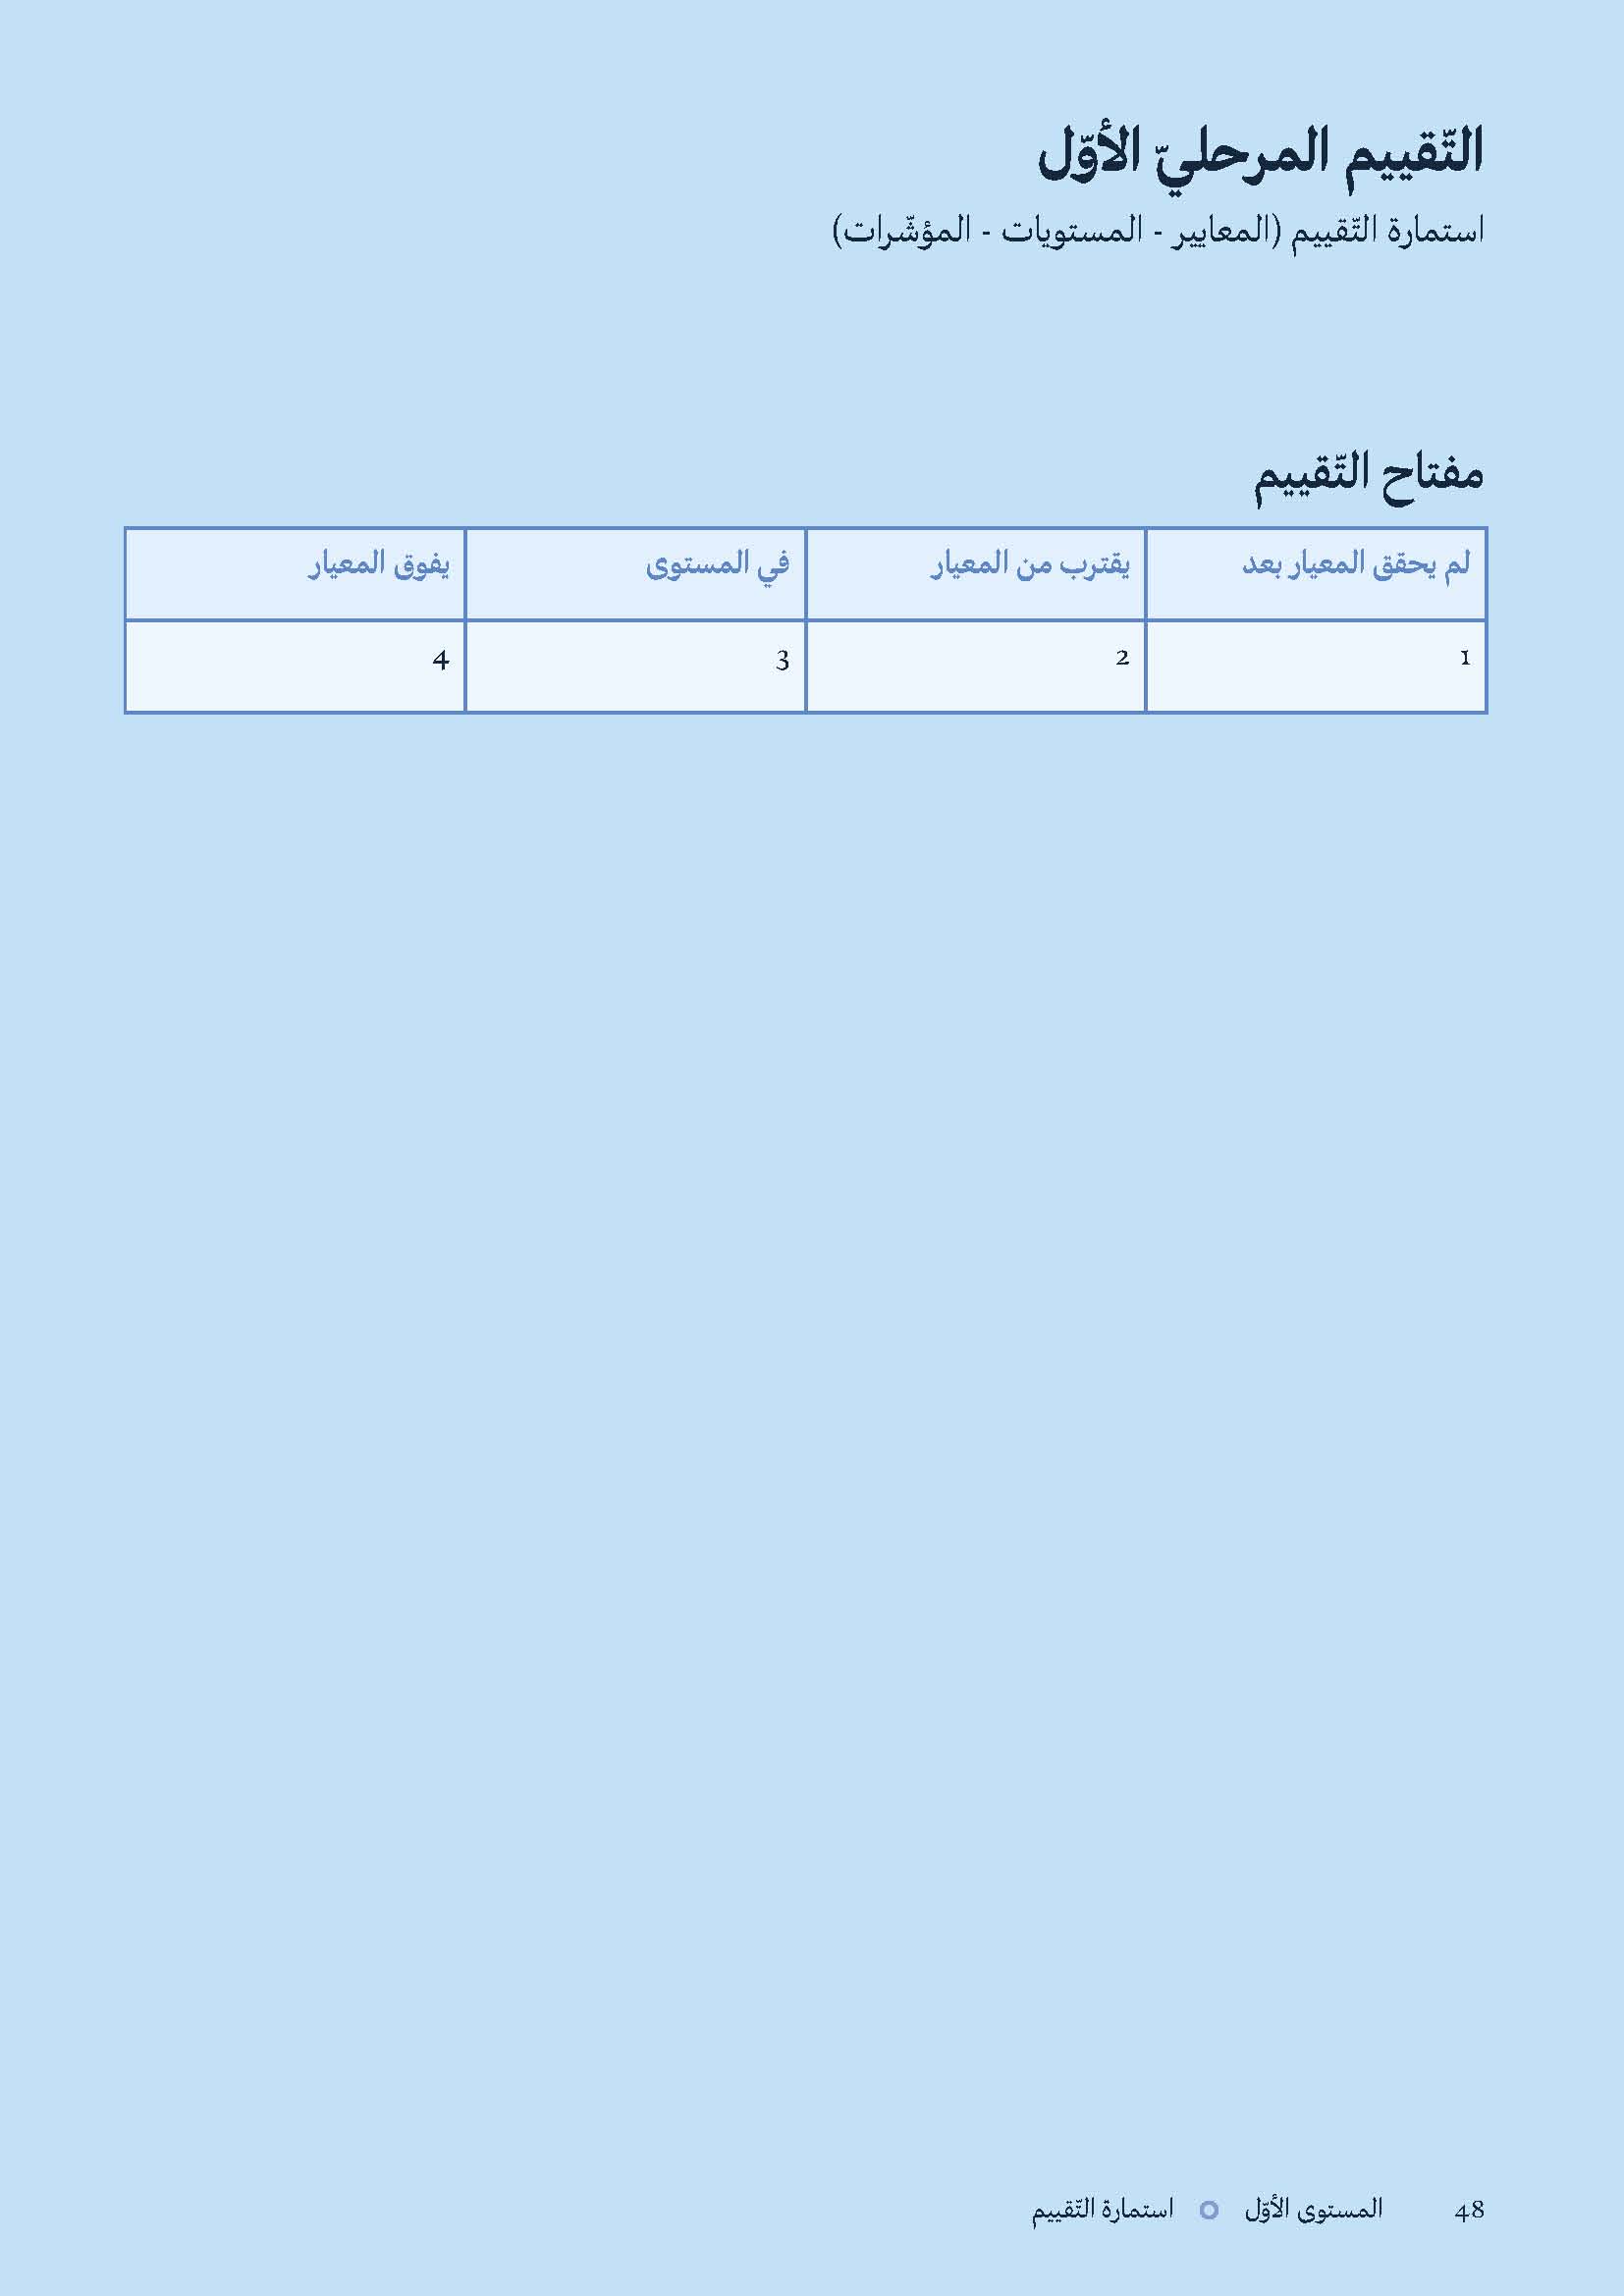 التّقييم المرحليّ الأوّل
استمارة التّقييم (المعايير - المستويات - المؤشّرات)
مفتاح التّقييم
لم يحقق المعيار بعد يقترب من المعيار في المستوى يفوق المعيار
1 2 3 4
48 المستوى الأوّل استمارة التّقييم